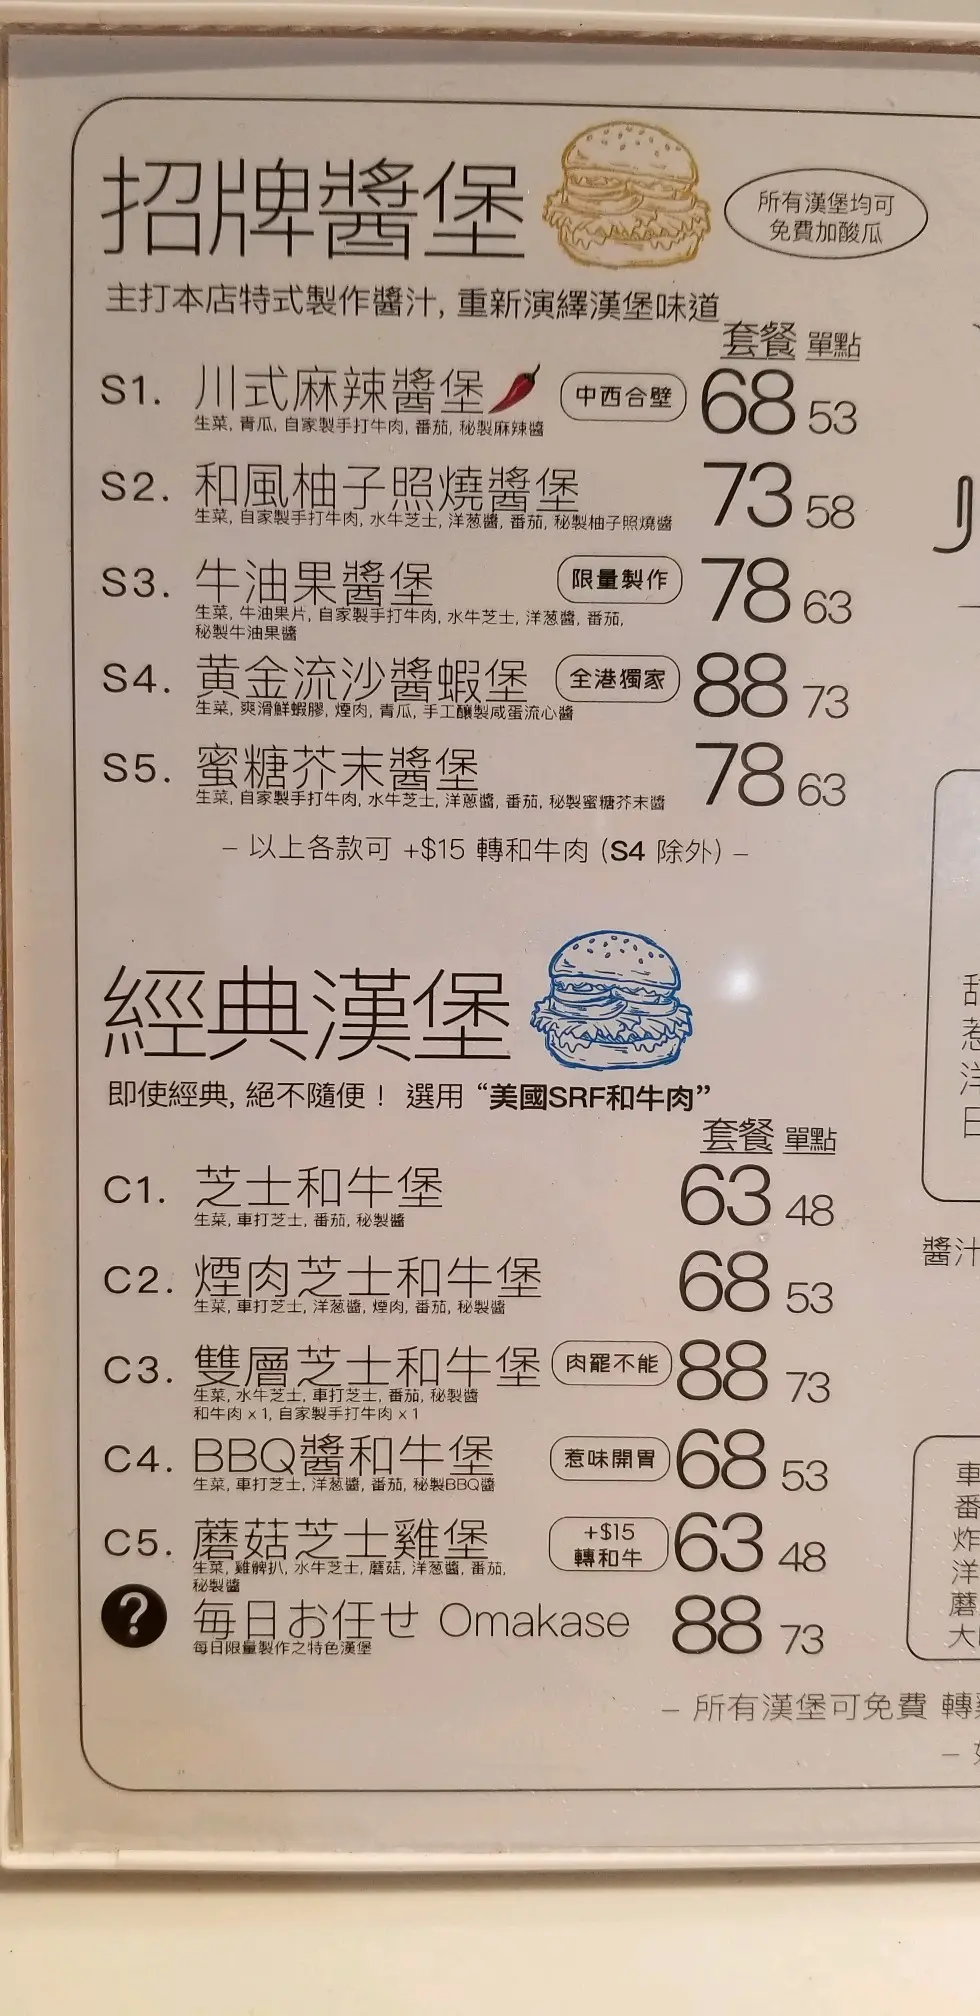 招牌醬堡
所有漢堡均可
免費加酸瓜
主打本店特式製作醬汁, 重新演繹漢堡味道
套餐 單點
S1. 川式麻辣醬堡 中西合壁 68 53
生菜, 青瓜, 自家製手打牛肉, 番茄, 秘製麻辣醬
S2. 和風柚子照燒醬堡 73 58
生菜, 自家製手打牛肉, 水牛芝士, 洋葱醬, 番茄, 秘製柚子照燒醬
S3. 牛油果醬堡 限量製作 78 63
生菜, 牛油果片, 自家製手打牛肉, 水牛芝士, 洋葱醬, 番茄,
秘製牛油果醬
S4. 黄金流沙醬蝦堡 全港獨家 88 73
生菜, 爽滑鮮蝦膠, 煙肉, 青瓜, 手工釀製咸蛋流心醬
S5. 蜜糖芥末醬堡 78 63
生菜, 自家製手打牛肉, 水牛芝士, 洋蔥醬, 番茄, 秘製蜜糖芥末醬
– 以上各款可 +$15 轉和牛肉 (S4 除外) –
經典漢堡
即使經典, 絕不隨便！ 選用 “美國SRF和牛肉”
套餐 單點
C1. 芝士和牛堡 63 48
生菜, 車打芝士, 番茄, 秘製醬
C2. 煙肉芝士和牛堡 68 53
生菜, 車打芝士, 洋葱醬, 煙肉, 番茄, 秘製醬
C3. 雙層芝士和牛堡 肉罷不能 88 73
生菜, 水牛芝士, 車打芝士, 番茄, 秘製醬
和牛肉 x 1, 自家製手打牛肉 x 1
C4. BBQ醬和牛堡 惹味開胃 68 53
生菜, 車打芝士, 洋葱醬, 番茄, 秘製BBQ醬
C5. 蘑菇芝士雞堡 +$15 轉和牛 63 48
生菜, 雞髀扒, 水牛芝士, 蘑菇, 洋葱醬, 番茄,
秘製醬
? 毎日お任せ Omakase 88 73
每日限量製作之特色漢堡
– 所有漢堡可免費 轉
醬汁
車
番
炸
洋
蘑